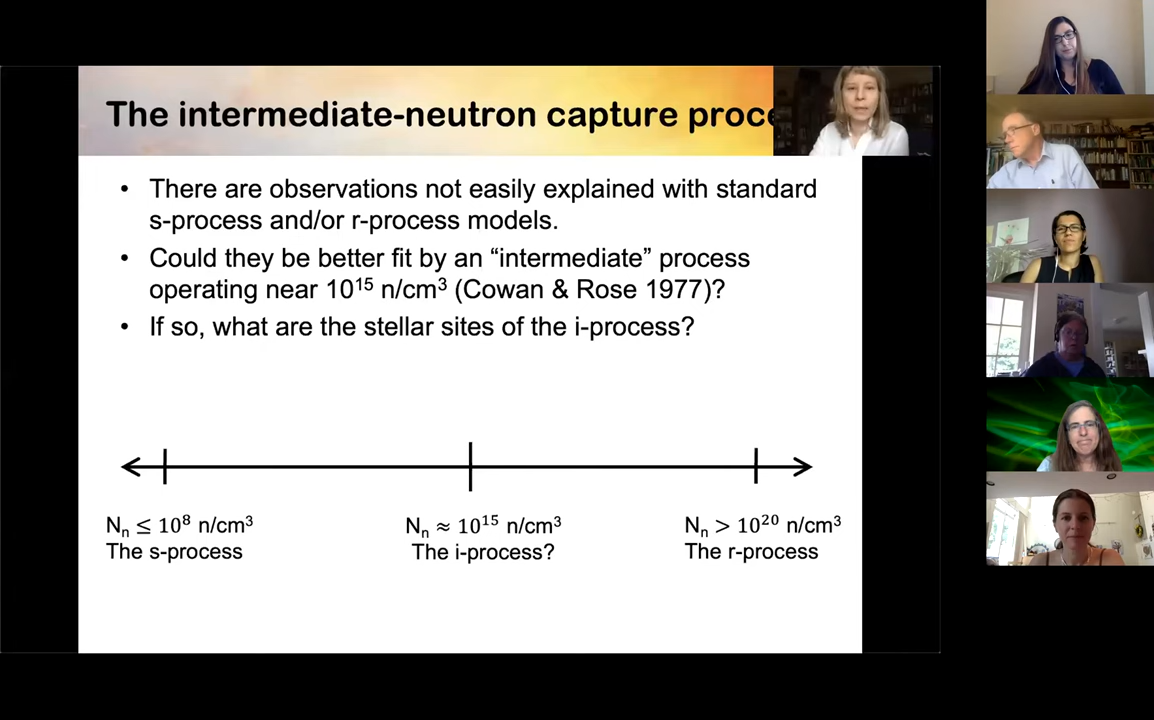 The intermediate-neutron capture proce
• There are observations not easily explained with standard
s-process and/or r-process models.
• Could they be better fit by an “intermediate” process
operating near 10¹⁵ n/cm³ (Cowan & Rose 1977)?
• If so, what are the stellar sites of the i-process?
Nₙ ≤ 10⁸ n/cm³ Nₙ ≈ 10¹⁵ n/cm³ Nₙ > 10²⁰ n/cm³
The s-process The i-process? The r-process